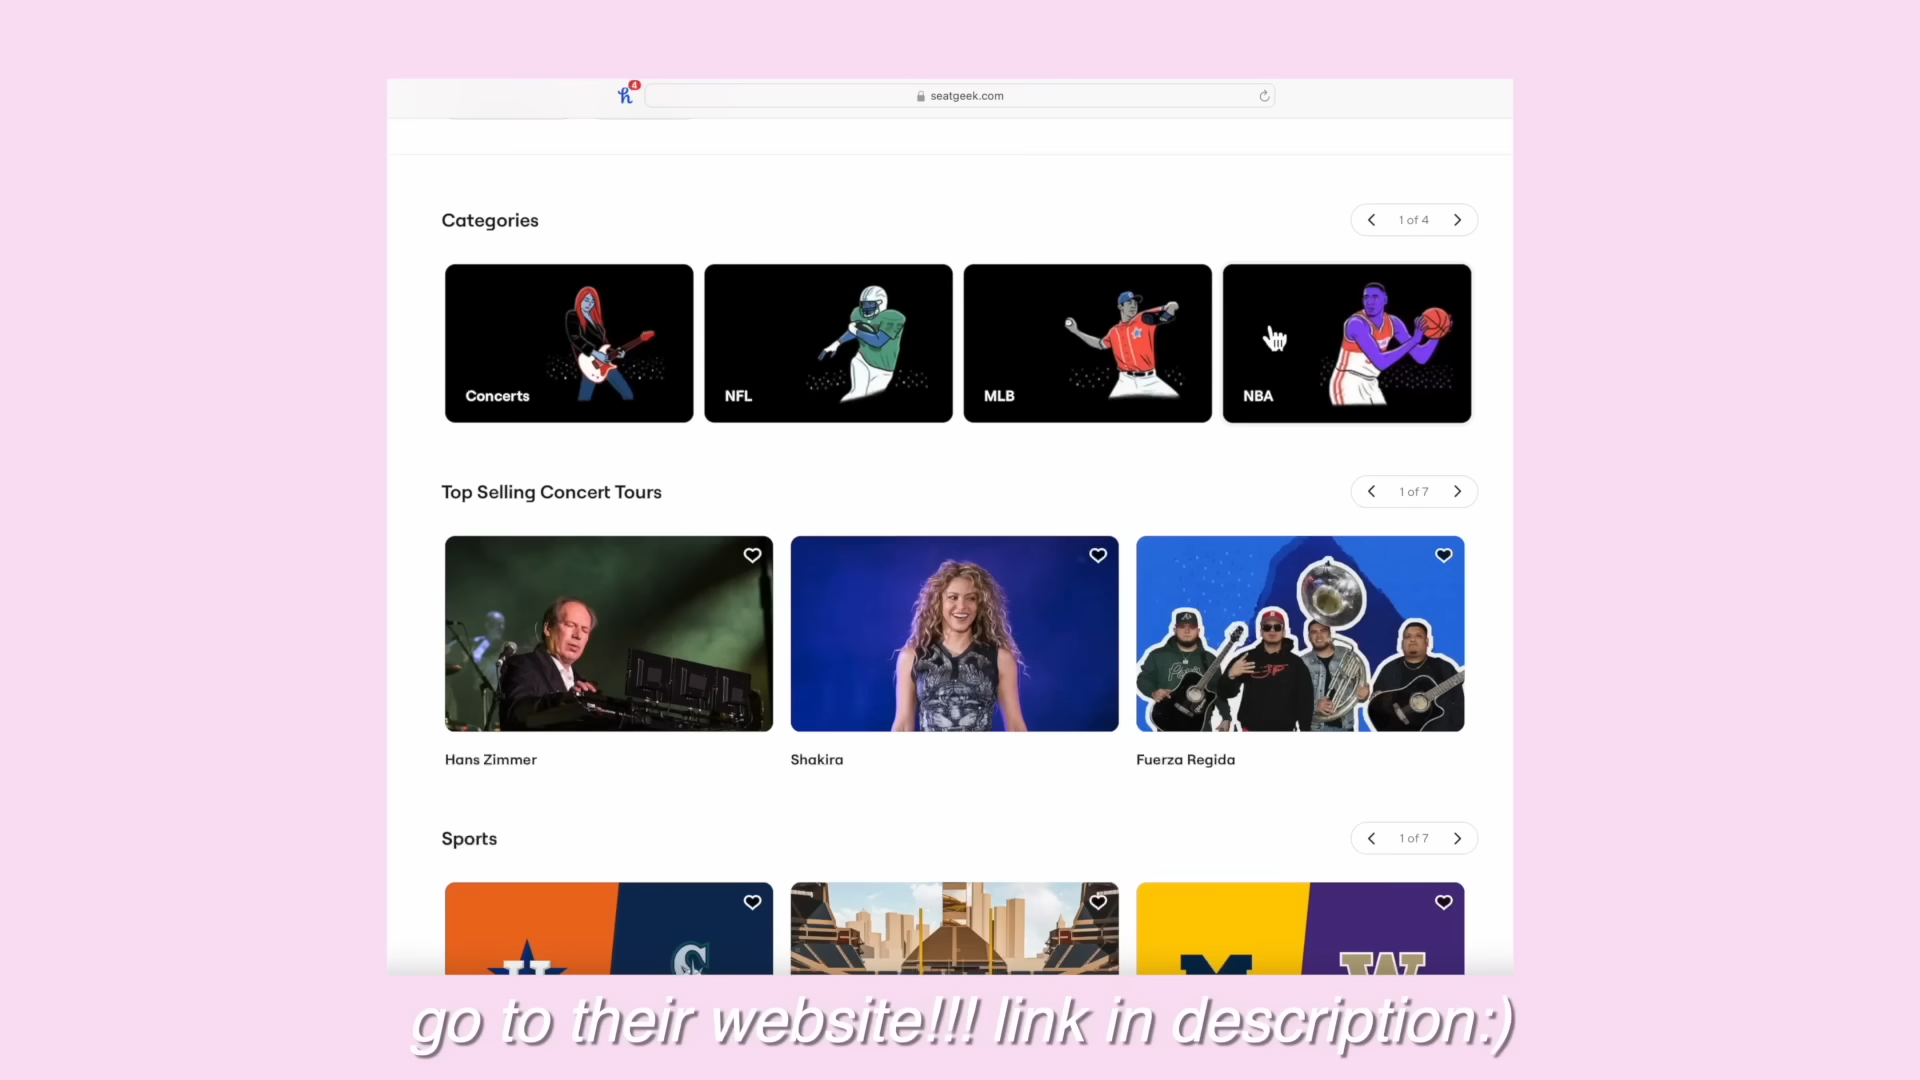 4
seatgeek.com
Categories
1 of 4
Concerts
NFL
MLB
NBA
Top Selling Concert Tours
1 of 7
Hans Zimmer
Shakira
Fuerza Regida
Sports
1 of 7
go to their website!!! link in description:)